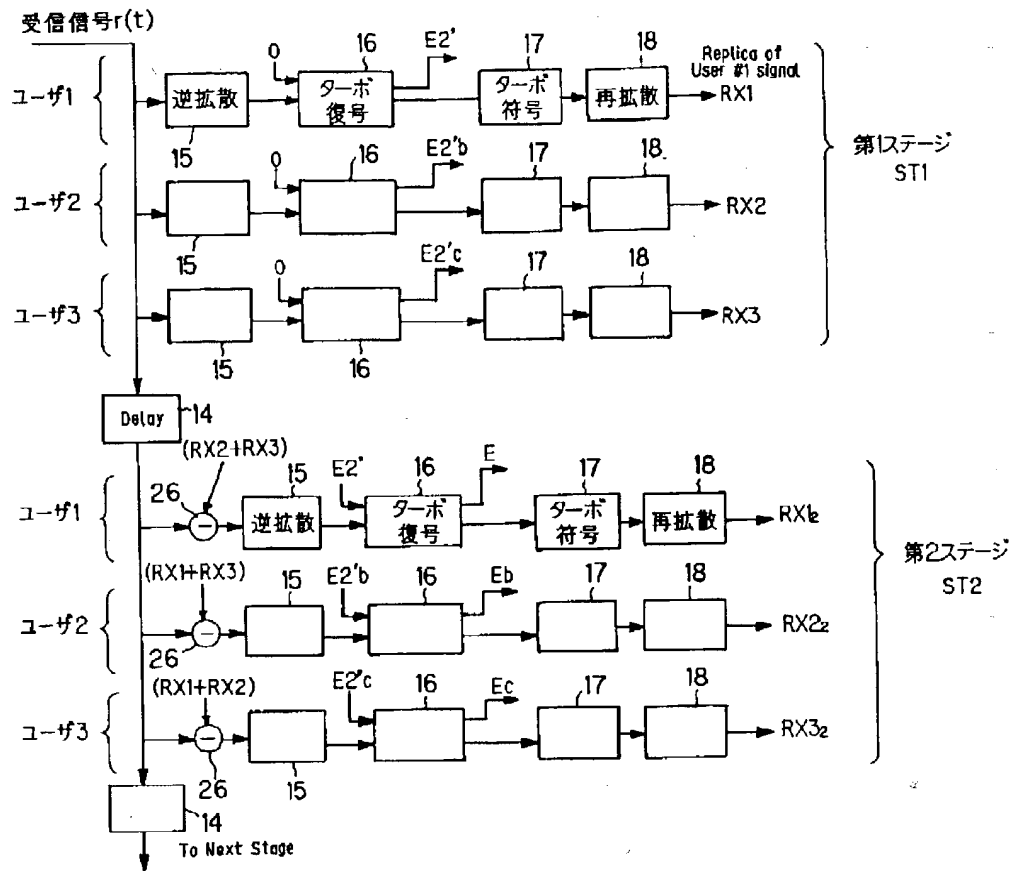 受信信号r(t)
ユーザ1
逆拡散
15
0
16
ターボ
復号
E2'
17
ターボ
符号
18
再拡散
Replica of
User #1 signal
RX1
ユーザ2
15
0
16
E2'b
17
18
RX2
ユーザ3
15
0
16
E2'c
17
18
RX3
第1ステージ
ST1
Delay
14
ユーザ1
(RX2+RX3)
26
−
15
逆拡散
E2'
16
ターボ
復号
E
17
ターボ
符号
18
再拡散
RX1₂
ユーザ2
(RX1+RX3)
26
−
15
E2'b
16
Eb
17
18
RX2₂
ユーザ3
(RX1+RX2)
26
−
15
E2'c
16
Ec
17
18
RX3₂
第2ステージ
ST2
14
To Next Stage